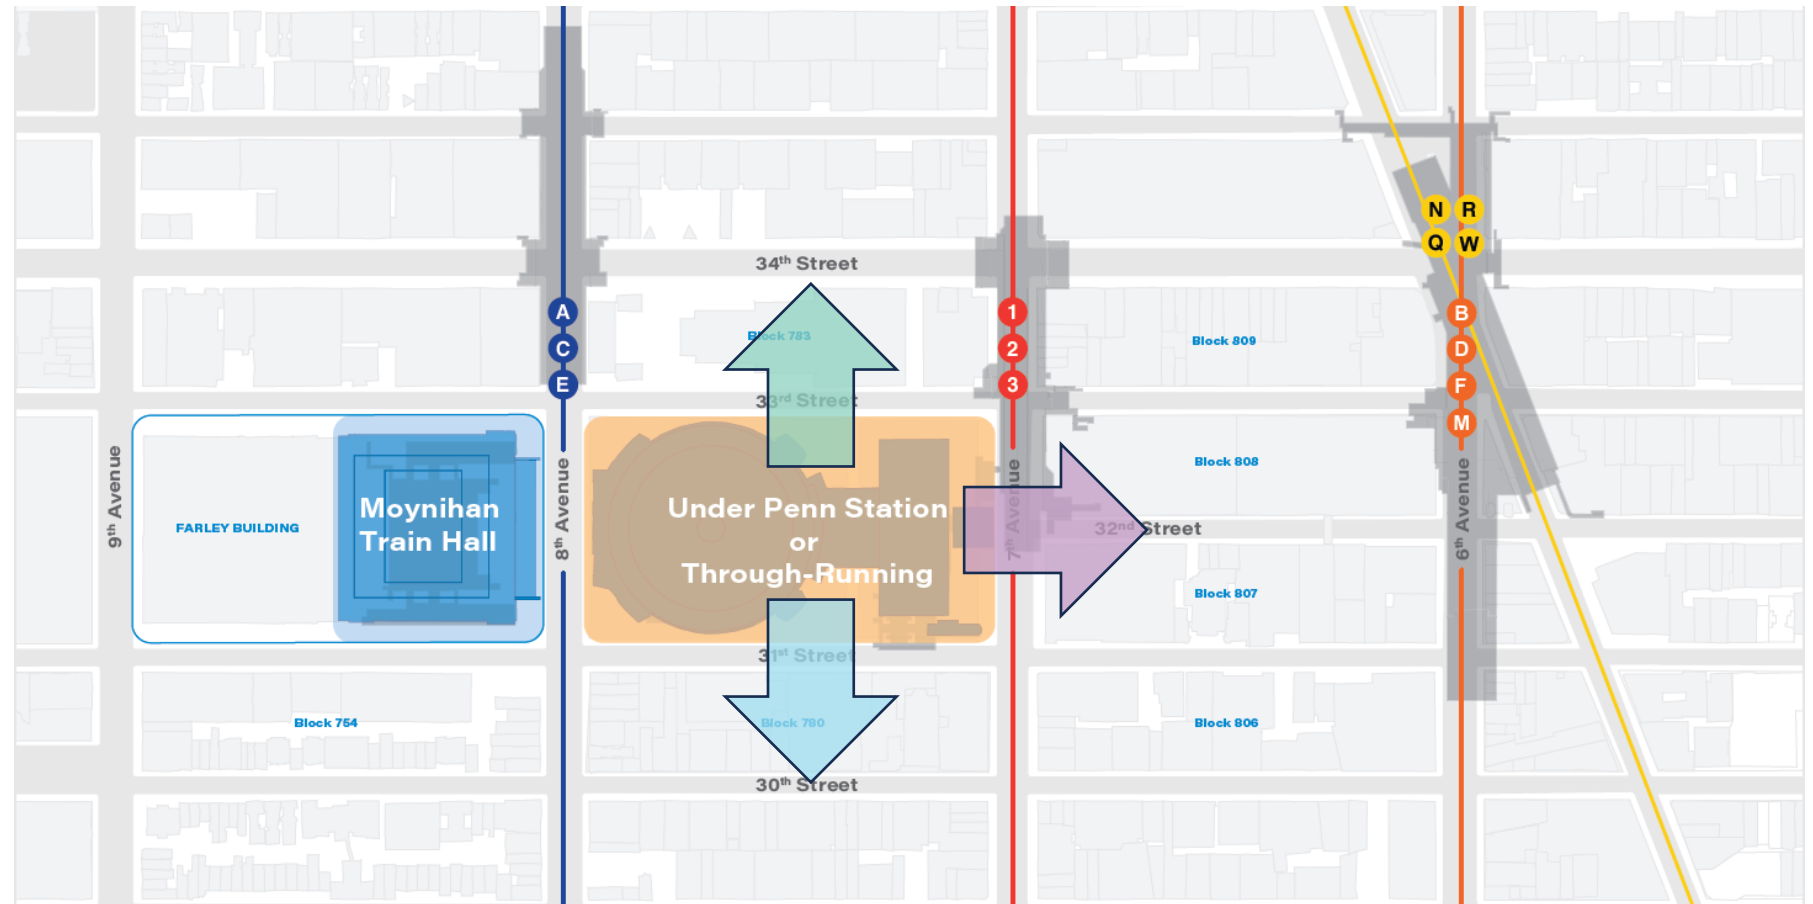 N R
Q W
34th Street
A
C
E
1
2
3
B
D
F
M
Block 783
Block 809
33rd Street
9th Avenue
FARLEY BUILDING
Moynihan
Train Hall
8th Avenue
Under Penn Station
or
Through-Running
7th Avenue
32nd Street
6th Avenue
Block 808
Block 807
31st Street
Block 754
Block 780
Block 806
30th Street